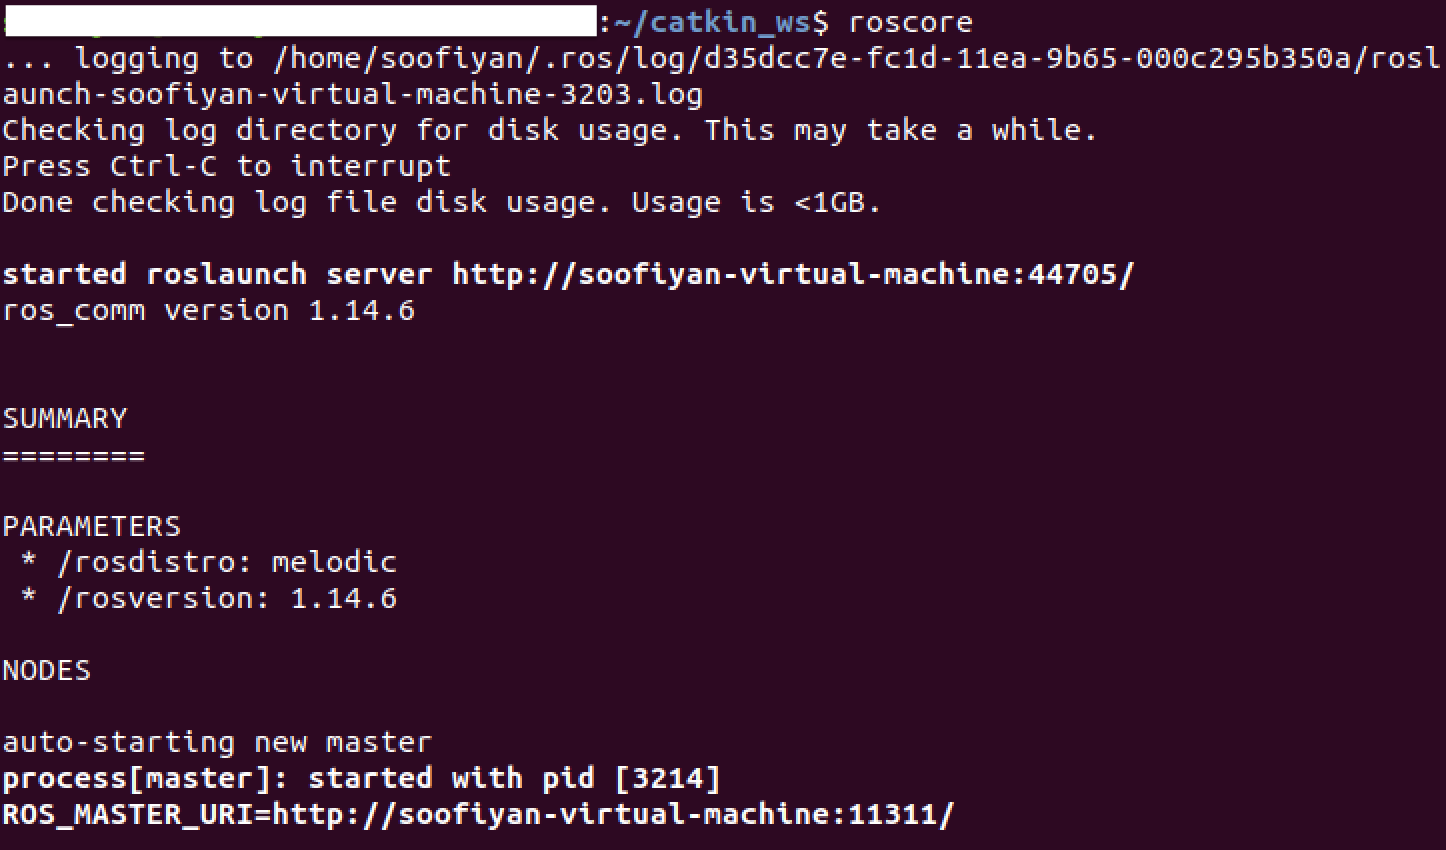 :~/catkin_ws$ roscore
... logging to /home/soofiyan/.ros/log/d35dcc7e-fc1d-11ea-9b65-000c295b350a/rosl
aunch-soofiyan-virtual-machine-3203.log
Checking log directory for disk usage. This may take a while.
Press Ctrl-C to interrupt
Done checking log file disk usage. Usage is <1GB.
started roslaunch server http://soofiyan-virtual-machine:44705/
ros_comm version 1.14.6
SUMMARY
========
PARAMETERS
 * /rosdistro: melodic
 * /rosversion: 1.14.6
NODES
auto-starting new master
process[master]: started with pid [3214]
ROS_MASTER_URI=http://soofiyan-virtual-machine:11311/